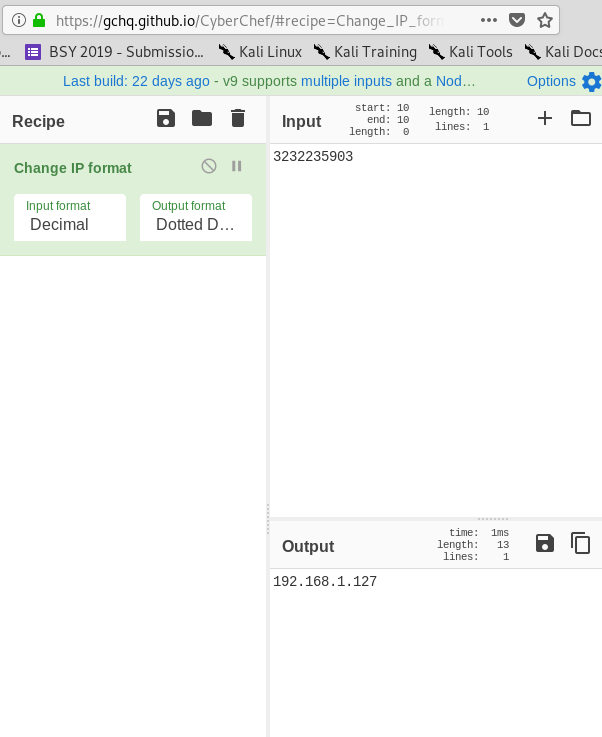 https://gchq.github.io/CyberChef/#recipe=Change_IP_form
... BSY 2019 - Submissio... Kali Linux Kali Training Kali Tools Kali Docs
Last build: 22 days ago - v9 supports multiple inputs and a Nod... Options
Recipe
Change IP format
Input format
Decimal
Output format
Dotted D...
Input
start: 10
end: 10
length: 0
length: 10
lines: 1
3232235903
Output
time: 1ms
length: 13
lines: 1
192.168.1.127